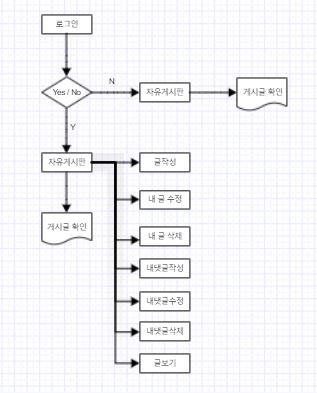 로그인
Yes / No
N
자유게시판
게시글 확인
Y
자유게시판
글작성
내 글 수정
게시글 확인
내 글 삭제
내댓글작성
내댓글수정
내댓글삭제
글보기